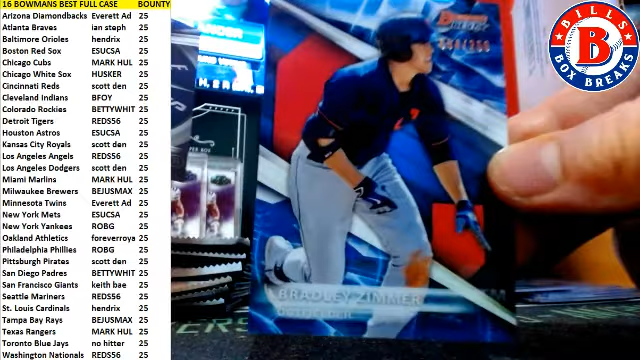 16 BOWMANS BEST FULL CASE BOUNTY
Arizona Diamondbacks Everett Ad 25
Atlanta Braves ian steph 25
Baltimore Orioles hendrix 25
Boston Red Sox ESUCSA 25
Chicago Cubs MARK HUL 25
Chicago White Sox HUSKER 25
Cincinnati Reds scott den 25
Cleveland Indians BFOY 25
Colorado Rockies BETTYWHIT 25
Detroit Tigers REDS56 25
Houston Astros ESUCSA 25
Kansas City Royals scott den 25
Los Angeles Angels REDS56 25
Los Angeles Dodgers scott den 25
Miami Marlins MARK HUL 25
Milwaukee Brewers BEJUSMAX 25
Minnesota Twins Everett Ad 25
New York Mets ESUCSA 25
New York Yankees ROBG 25
Oakland Athletics foreverroya 25
Philadelphia Phillies ROBG 25
Pittsburgh Pirates scott den 25
San Diego Padres BETTYWHIT 25
San Francisco Giants keith bae 25
Seattle Mariners REDS56 25
St. Louis Cardinals hendrix 25
Tampa Bay Rays BEJUSMAX 25
Texas Rangers MARK HUL 25
Toronto Blue Jays no hitter 25
Washington Nationals REDS56 25
BILLS
B
BOX BREAKS
BRADLEY ZIMMER
OUTFIELDER